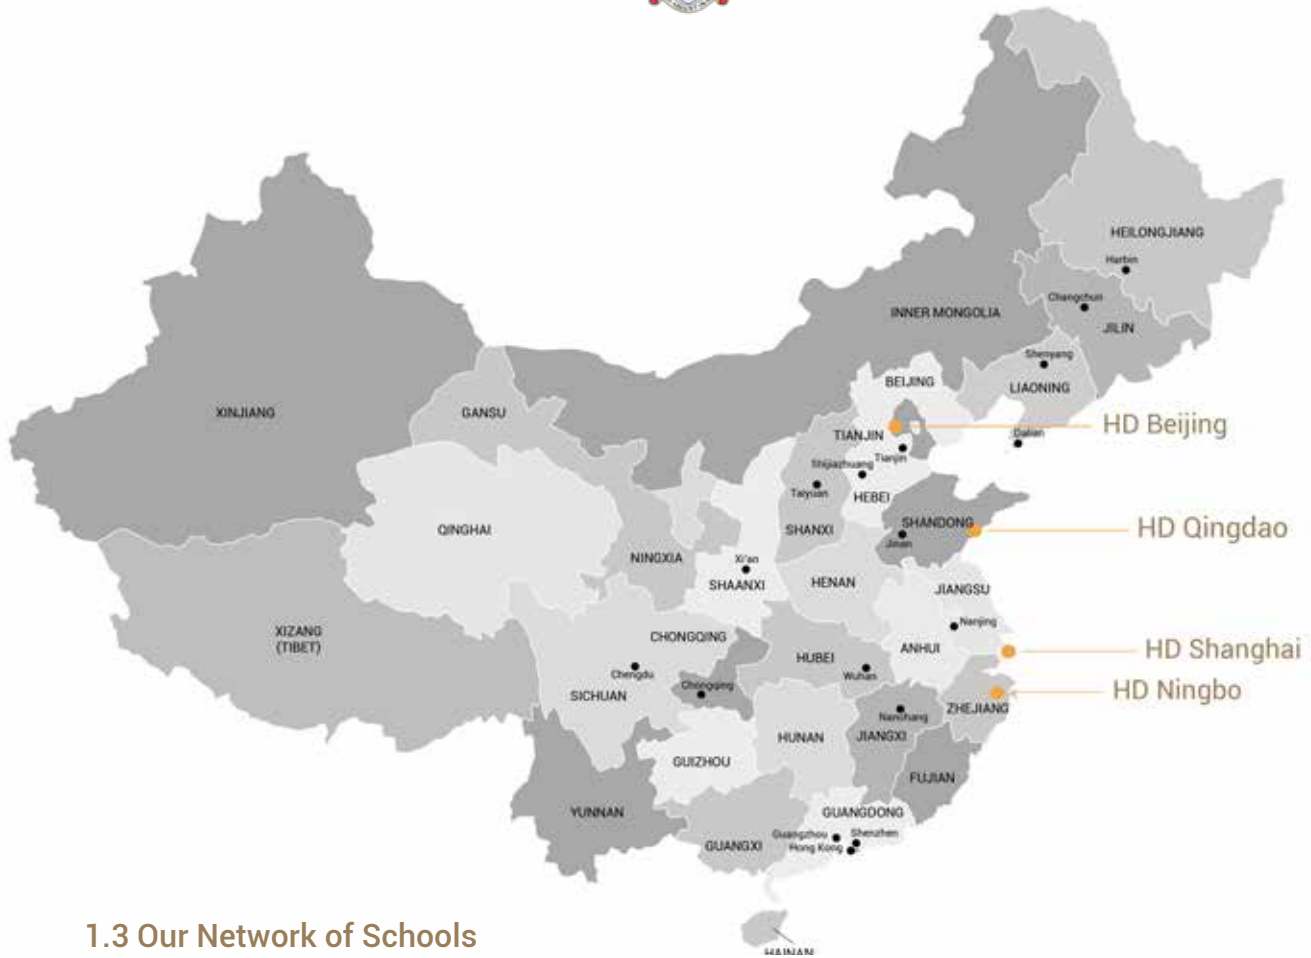 HEILONGJIANG
Harbin
Changchun
INNER MONGOLIA
JILIN
Shenyang
BEIJING
LIAONING
XINJIANG
GANSU
HD Beijing
TIANJIN
Dalian
Tianjin
Shijiazhuang
Taiyuan
HEBEI
SHANDONG
HD Qingdao
QINGHAI
SHANXI
Jinan
NINGXIA
Xi'an
SHAANXI
HENAN
JIANGSU
Nanjing
XIZANG
(TIBET)
CHONGQING
ANHUI
HD Shanghai
HUBEI
Wuhan
Chengdu
SICHUAN
Chongqing
HD Ningbo
ZHEJIANG
Nanchang
HUNAN
JIANGXI
GUIZHOU
FUJIAN
YUNNAN
GUANGDONG
Guangzhou
Shenzhen
GUANGXI
Hong Kong
1.3 Our Network of Schools
HAINAN